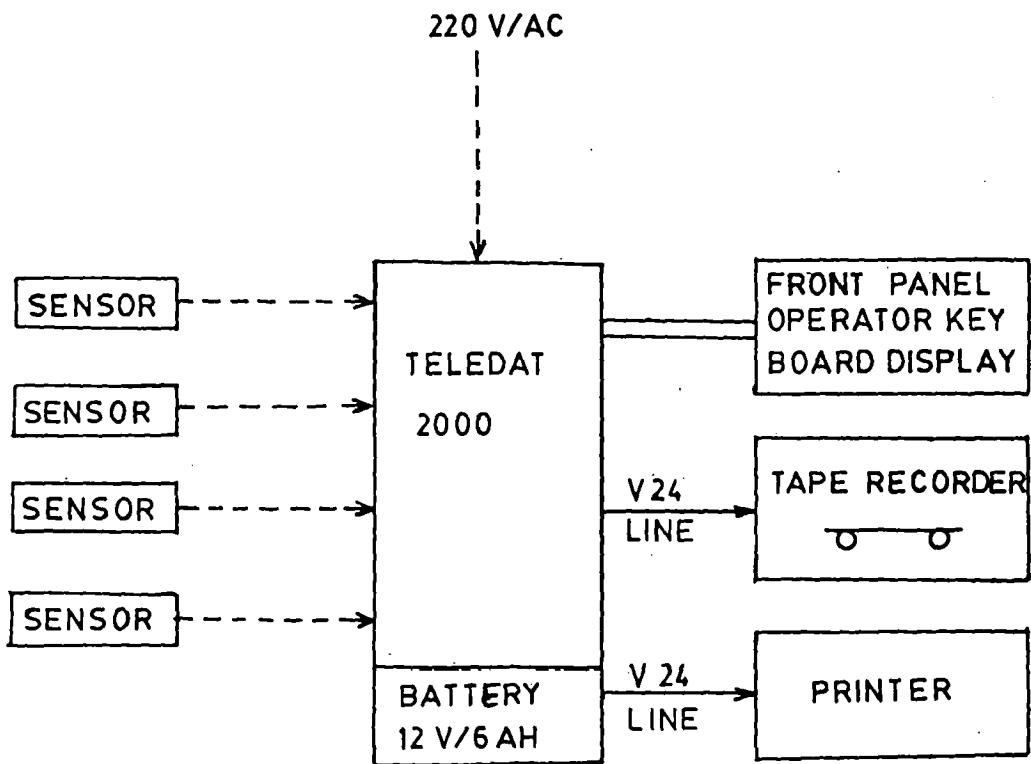 220 V/AC
SENSOR
SENSOR
SENSOR
SENSOR
TELEDAT
2000
BATTERY
12 V/6 AH
FRONT PANEL
OPERATOR KEY
BOARD DISPLAY
V 24
LINE
TAPE RECORDER
V 24
LINE
PRINTER